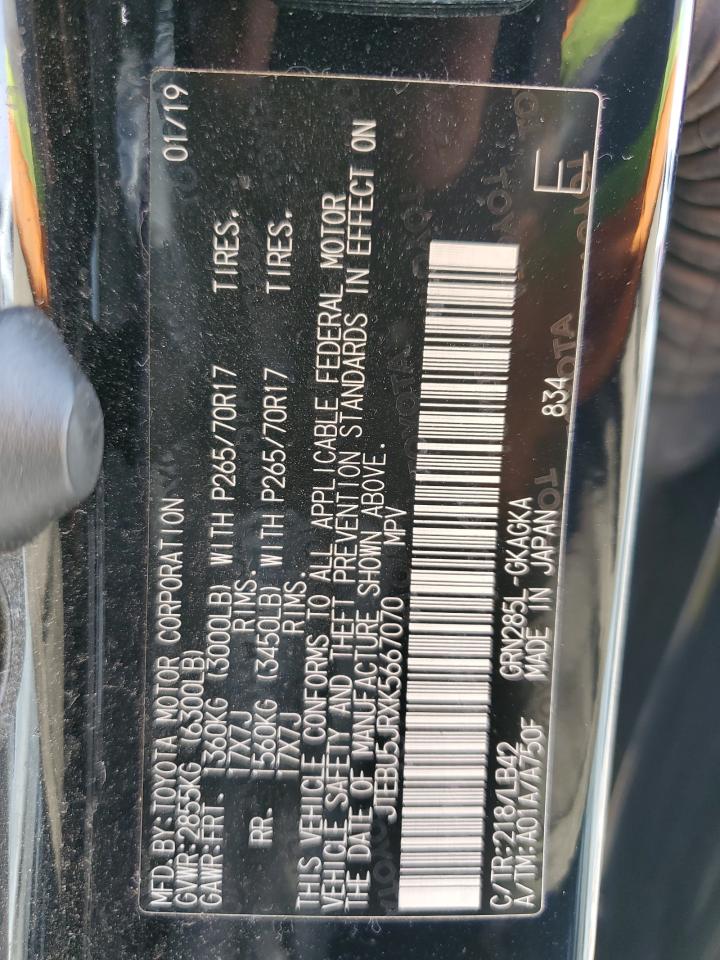 MFD. BY: TOYOTA MOTOR CORPORATION 01/19
GVWR: 2855KG (6300LB)
GAWR: FRT. 1360KG (3000LB) WITH P265/70R17 TIRES.
17X7J RIMS.
RR. 1560KG (3450LB) WITH P265/70R17 TIRES.
17X7J RIMS.
THIS VEHICLE CONFORMS TO ALL APPLICABLE FEDERAL MOTOR
VEHICLE SAFETY AND THEFT PREVENTION STANDARDS IN EFFECT ON
THE DATE OF MANUFACTURE SHOWN ABOVE.
JTEBU5JRXK5667070 MPV
C/TR: 218/LB42 GRN285L-GKAGKA
A/TM: A01A/A750F MADE IN JAPAN 834
E